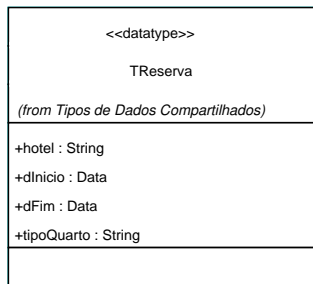 <<datatype>>
TReserva
(from Tipos de Dados Compartilhados)
+hotel : String
+dInicio : Data
+dFim : Data
+tipoQuarto : String